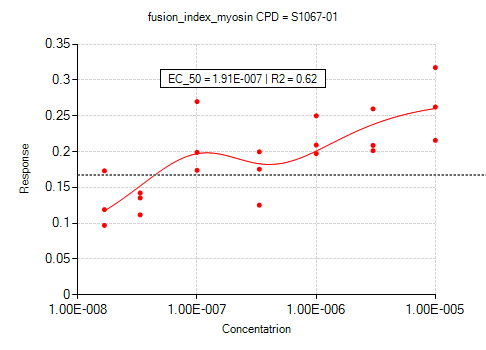 fusion_index_myosin CPD = S1067-01
0.35
0.3
0.25
0.2
0.15
0.1
0.05
0
EC_50 = 1.91E-007 | R2 = 0.62
Response
1.00E-008
1.00E-007
1.00E-006
1.00E-005
Concentatrion